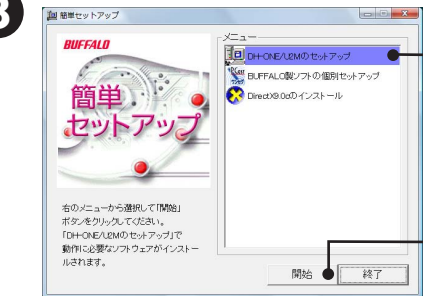 3
簡単セットアップ
BUFFALO
簡単
セットアップ
右のメニューから選択して「開始」
ボタンをクリックしてください。
「DH-ONE/U2Mのセットアップ」で
動作に必要なソフトウェアがインストー
ルされます。
メニュー
DH-ONE/U2Mのセットアップ
BUFFALO製ソフトの個別セットアップ
DirectX9.0cのインストール
開始
終了